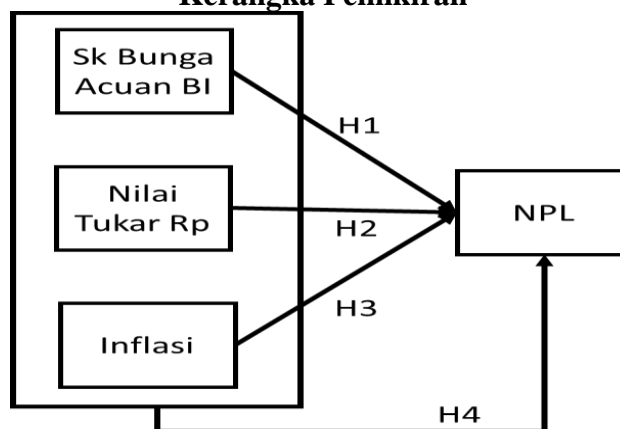 Kerangka Pemikiran
Sk Bunga
Acuan BI
H1
Nilai
Tukar Rp
H2
NPL
H3
Inflasi
H4